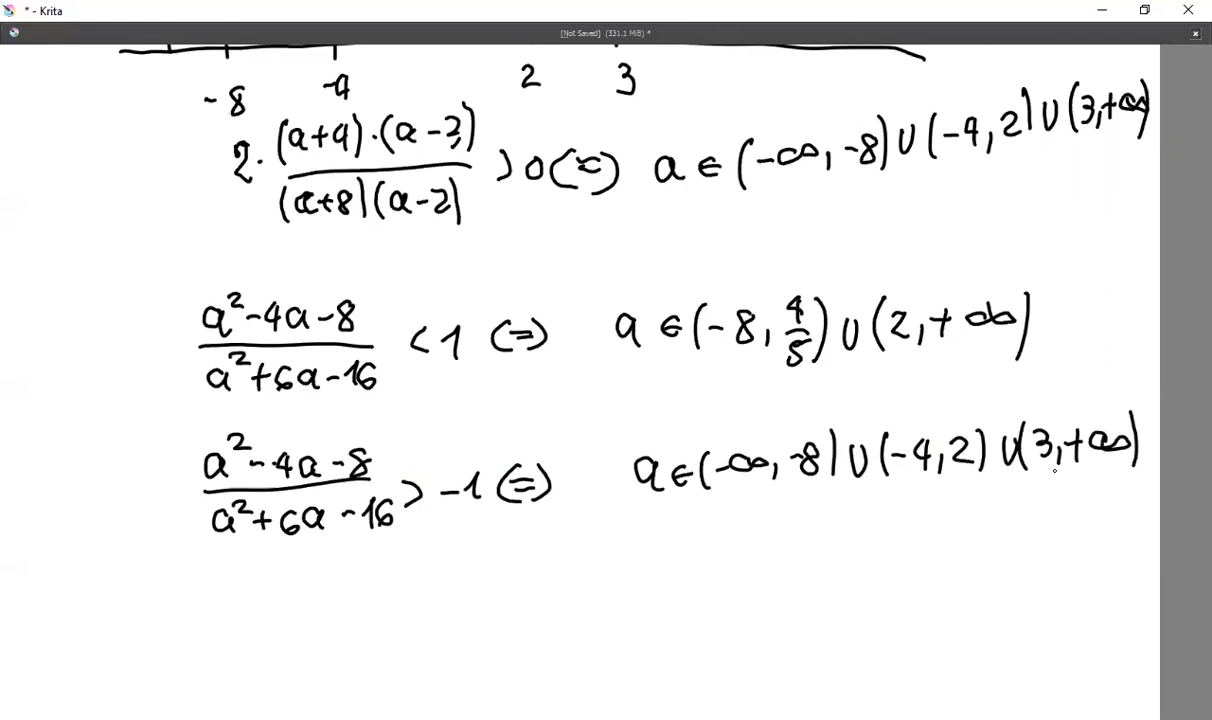 * - Krita
[Not Saved] (331.1 MiB) *
-8 -4 2 3
2 · (a+4)·(a-3) / (a+8)(a-2) > 0 (=) a ∈ (-∞, -8) ∪ (-4, 2) ∪ (3, +∞)
a²-4a-8 / a²+6a-16 < 1 (=) a ∈ (-8, 4/5) ∪ (2, +∞)
a²-4a-8 / a²+6a-16 > -1 (=) a ∈ (-∞, -8) ∪ (-4, 2) ∪ (3, +∞)